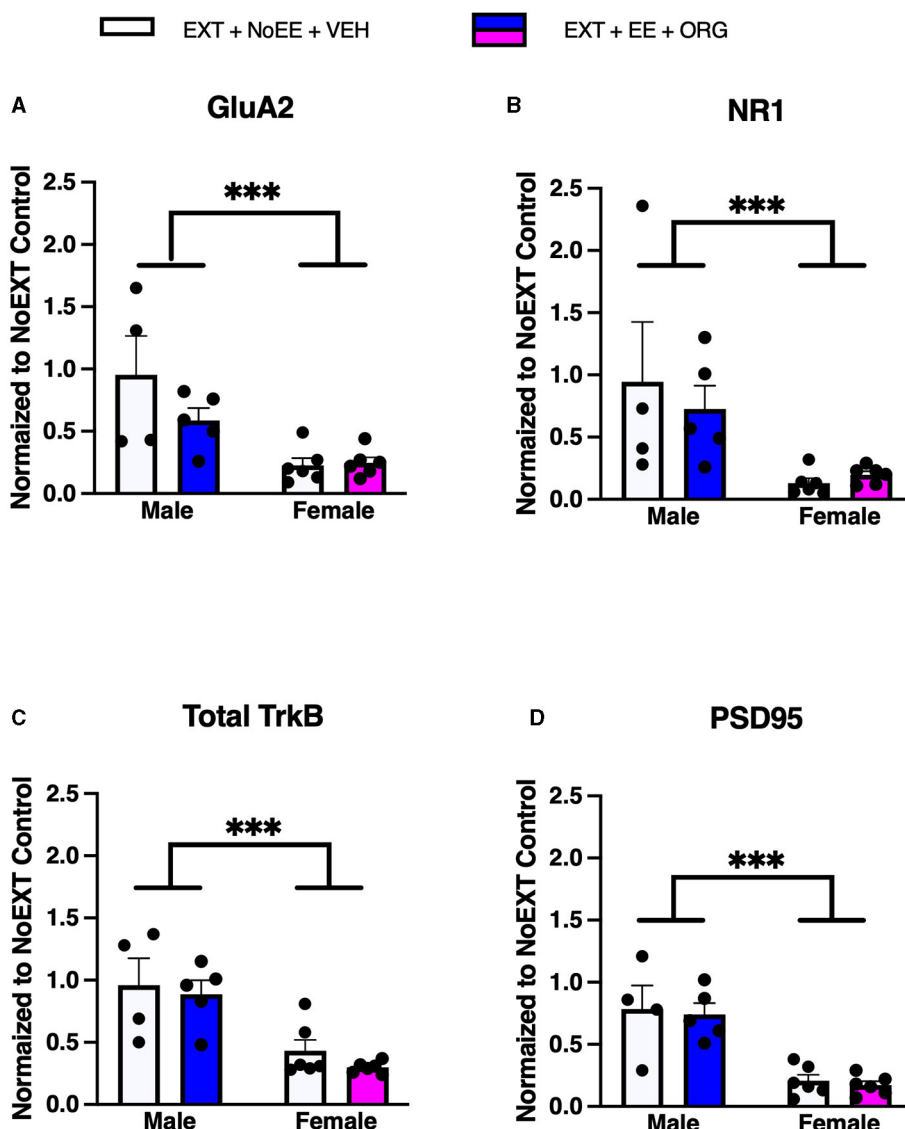 EXT + NoEE + VEH
EXT + EE + ORG
A
GluA2
Normaized to NoEXT Control
2.5
2.0
1.5
1.0
0.5
0.0
***
Male
Female
B
NR1
Normaized to NoEXT Control
2.5
2.0
1.5
1.0
0.5
0.0
***
Male
Female
C
Total TrkB
Normaized to NoEXT Control
2.5
2.0
1.5
1.0
0.5
0.0
***
Male
Female
D
PSD95
Normaized to NoEXT Control
2.5
2.0
1.5
1.0
0.5
0.0
***
Male
Female